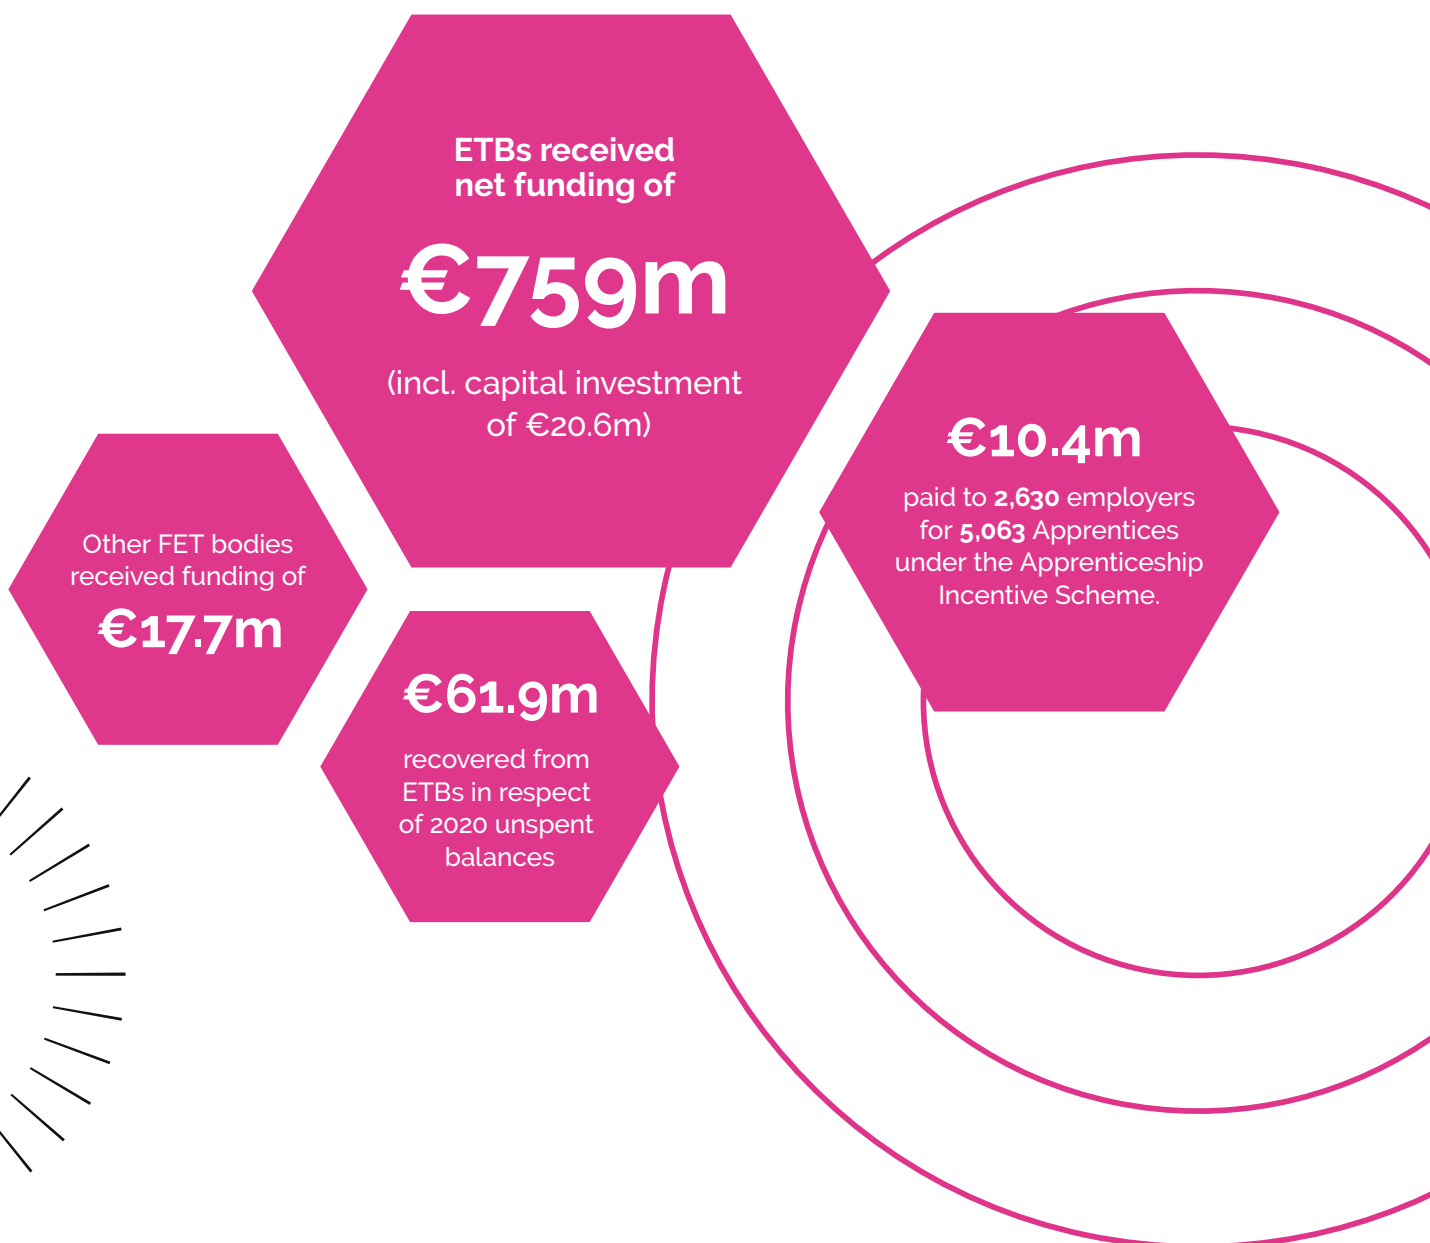 ETBs received
net funding of
€759m
(incl. capital investment
of €20.6m)
€10.4m
paid to 2,630 employers
for 5,063 Apprentices
under the Apprenticeship
Incentive Scheme.
Other FET bodies
received funding of
€17.7m
€61.9m
recovered from
ETBs in respect
of 2020 unspent
balances